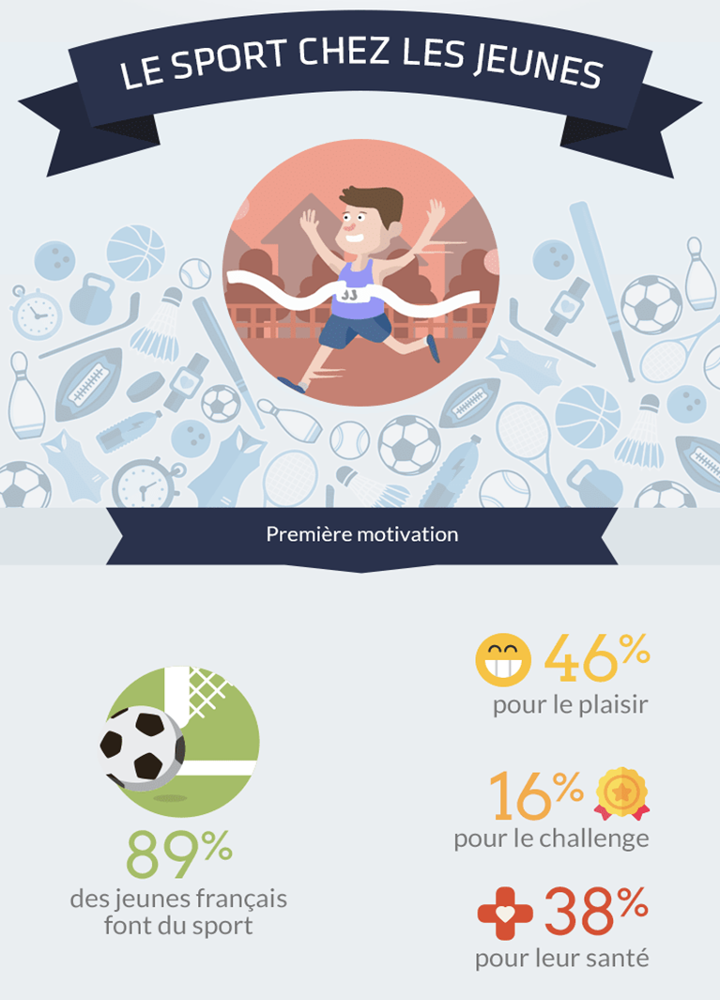 LE SPORT CHEZ LES JEUNES
Première motivation
89%
des jeunes français
font du sport
46%
pour le plaisir
16%
pour le challenge
38%
pour leur santé